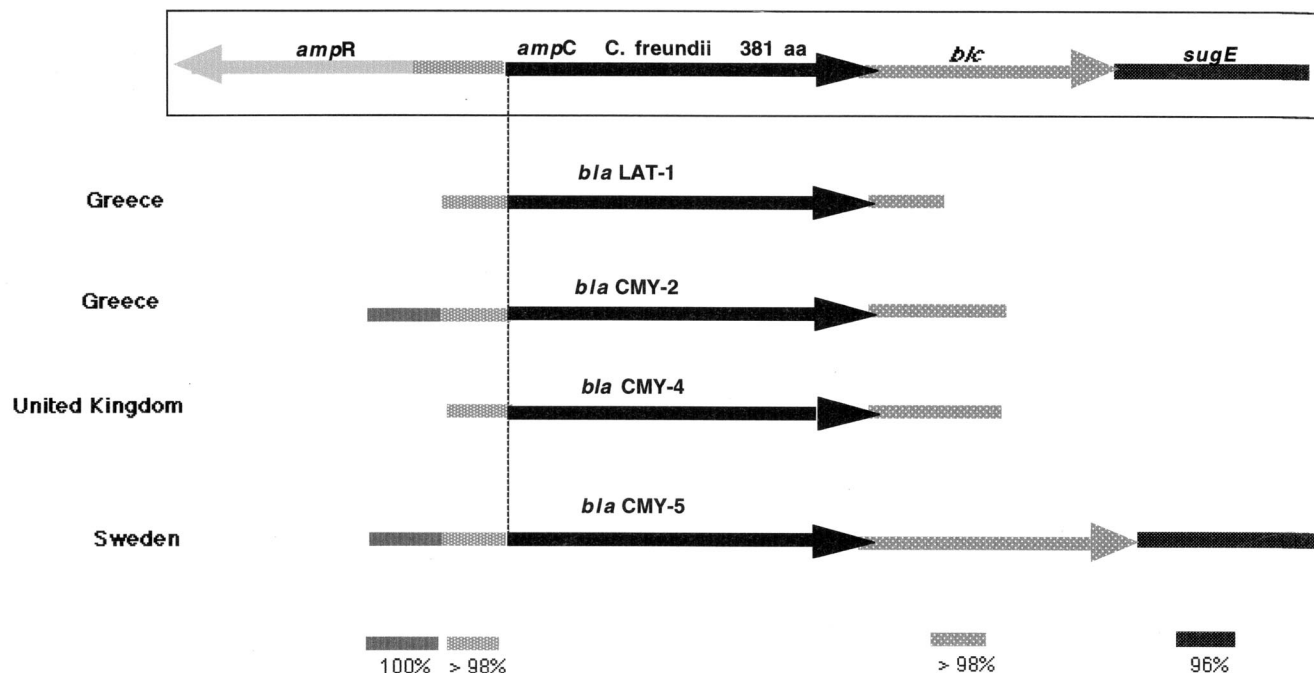 ampR ampC C. freundii 381 aa blc sugE
bla LAT-1
Greece
bla CMY-2
Greece
bla CMY-4
United Kingdom
bla CMY-5
Sweden
100% > 98% > 98% 96%